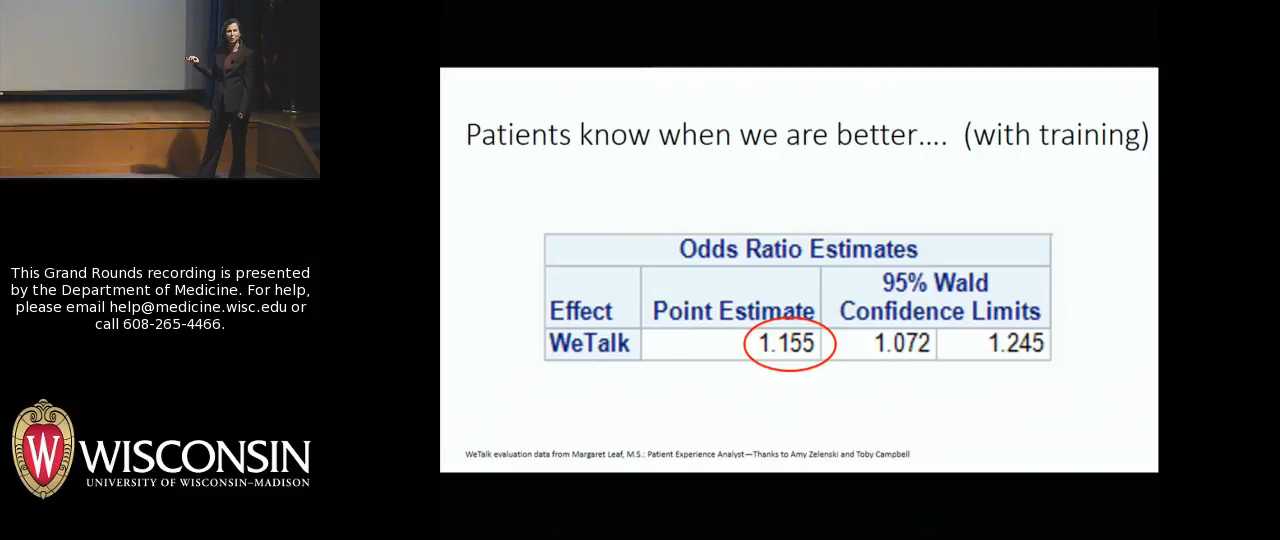 This Grand Rounds recording is presented
by the Department of Medicine. For help,
please email help@medicine.wisc.edu or
call 608-265-4466.
W
WISCONSIN
UNIVERSITY OF WISCONSIN–MADISON
Patients know when we are better.... (with training)
Odds Ratio Estimates
Effect Point Estimate 95% Wald
Confidence Limits
WeTalk 1.155 1.072 1.245
WeTalk evaluation data from Margaret Leaf, M.S.; Patient Experience Analyst—Thanks to Amy Zelenski and Toby Campbell